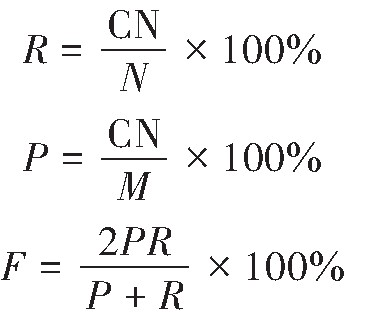 R = CN/N × 100%
P = CN/M × 100%
F = 2PR/(P + R) × 100%